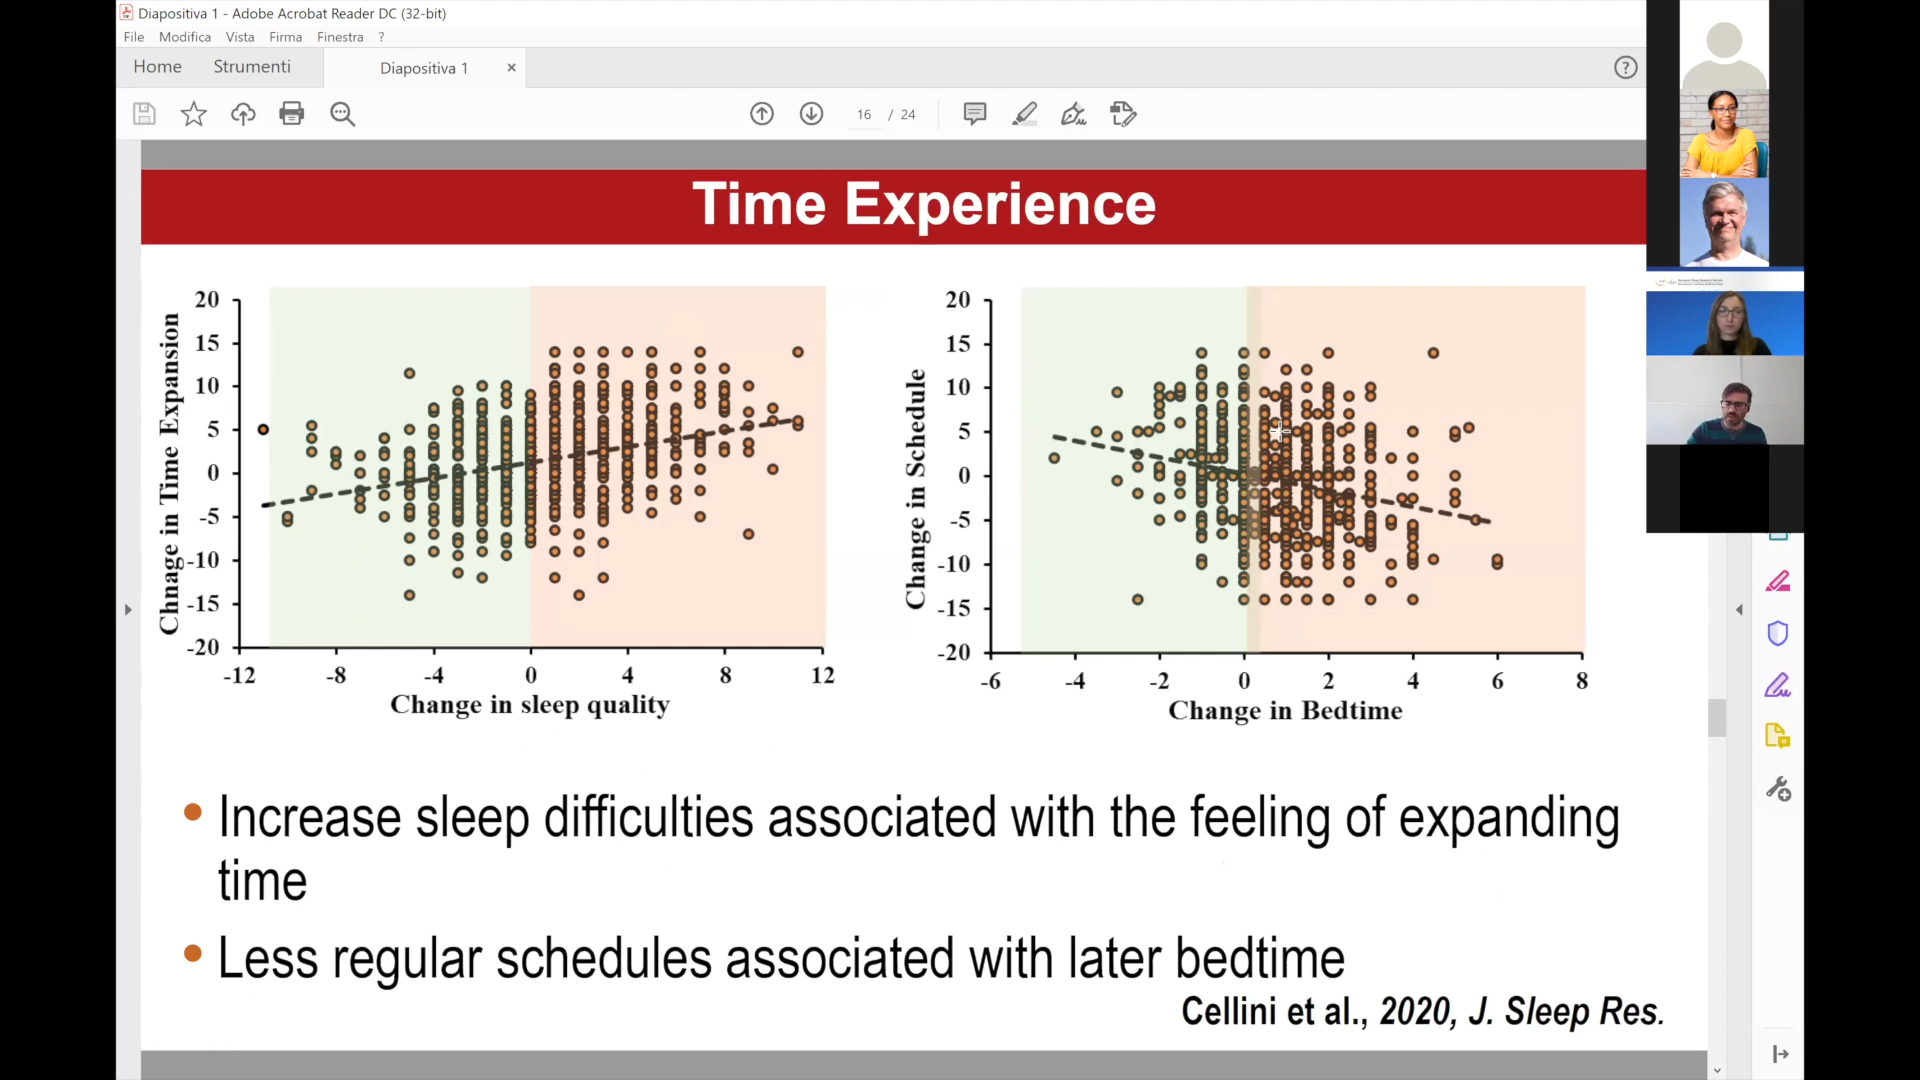 Diapositiva 1 - Adobe Acrobat Reader DC (32-bit)
File Modifica Vista Firma Finestra ?
Home Strumenti Diapositiva 1 ×
16 / 24
Time Experience
20
15
10
5
0
-5
-10
-15
-20
Chnage in Time Expansion
-12 -8 -4 0 4 8 12
Change in sleep quality
20
15
10
5
0
-5
-10
-15
-20
Change in Schedule
-6 -4 -2 0 2 4 6 8
Change in Bedtime
• Increase sleep difficulties associated with the feeling of expanding
time
• Less regular schedules associated with later bedtime
Cellini et al., 2020, J. Sleep Res.